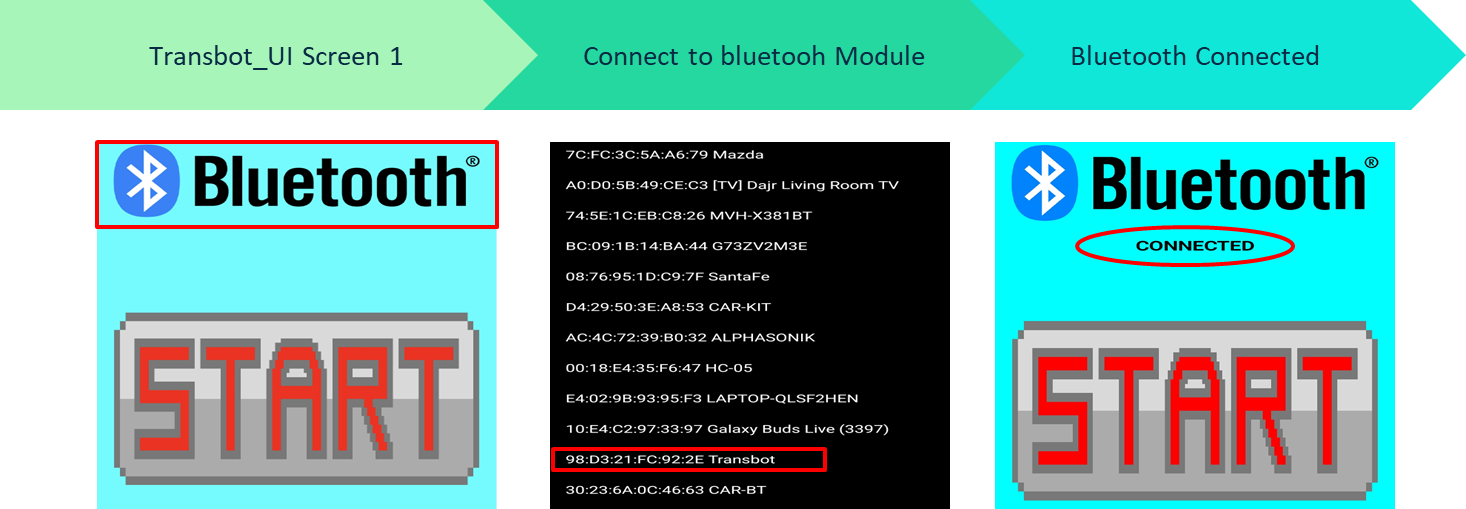 Transbot_UI Screen 1
Connect to bluetooh Module
Bluetooth Connected
Bluetooth®
START
7C:FC:3C:5A:A6:79 Mazda
A0:D0:5B:49:CE:C3 [TV] Dajr Living Room TV
74:5E:1C:EB:C8:26 MVH-X381BT
BC:09:1B:14:BA:44 G73ZV2M3E
08:76:95:1D:C9:7F SantaFe
D4:29:50:3E:A8:53 CAR-KIT
AC:4C:72:39:B0:32 ALPHASONIK
00:18:E4:35:F6:47 HC-05
E4:02:9B:93:95:F3 LAPTOP-QLSF2HEN
10:E4:C2:97:33:97 Galaxy Buds Live (3397)
98:D3:21:FC:92:2E Transbot
30:23:6A:0C:46:63 CAR-BT
Bluetooth®
CONNECTED
START